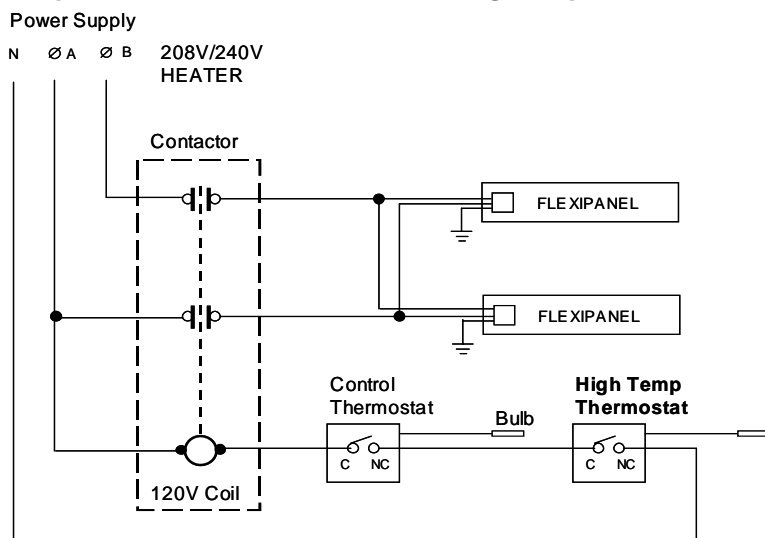 Power Supply
N ØA ØB 208V/240V
HEATER
Contactor
FLEXIPANEL
FLEXIPANEL
Control
Thermostat
Bulb
High Temp
Thermostat
C NC
C NC
120V Coil